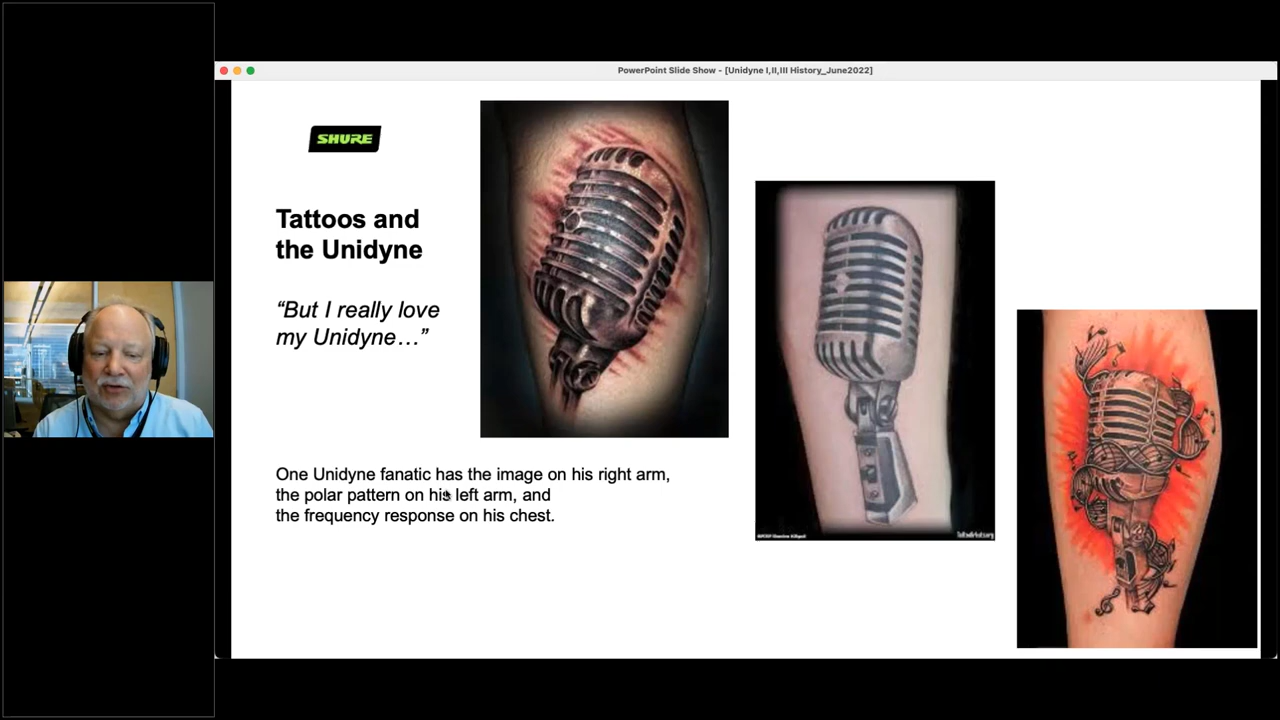 PowerPoint Slide Show - [Unidyne I,II,III History_June2022]
SHURE
Tattoos and
the Unidyne
“But I really love
my Unidyne…”
One Unidyne fanatic has the image on his right arm,
the polar pattern on his left arm, and
the frequency response on his chest.